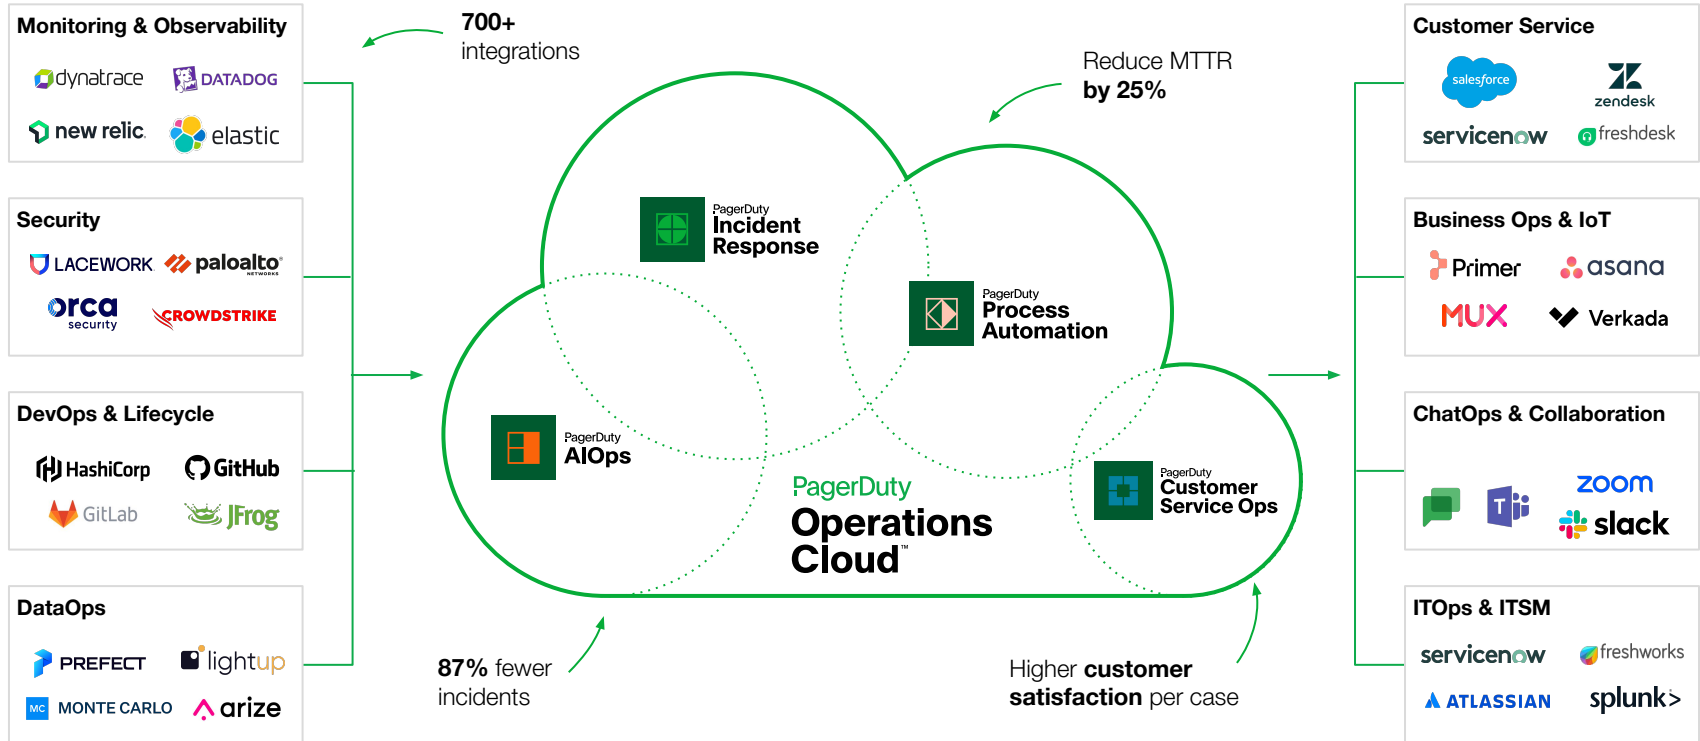 Monitoring & Observability
dynatrace
DATADOG
new relic.
elastic
Security
LACEWORK.
paloalto®
NETWORKS
orca
security
CROWDSTRIKE
DevOps & Lifecycle
HashiCorp
GitHub
GitLab
JFrog
DataOps
PREFECT
lightup
MC
MONTE CARLO
arize
700+
integrations
Reduce MTTR
by 25%
PagerDuty
Incident
Response
PagerDuty
Process
Automation
PagerDuty
AIOps
PagerDuty
Customer
Service Ops
PagerDuty
Operations
Cloud™
87% fewer
incidents
Higher customer
satisfaction per case
Customer Service
salesforce
zendesk
servicenow
freshdesk
Business Ops & IoT
Primer
asana
MUX
Verkada
ChatOps & Collaboration
T
zoom
slack
ITOps & ITSM
servicenow
freshworks
ATLASSIAN
splunk>